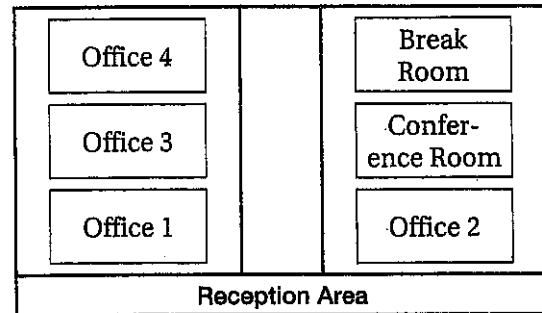 Office 4
Break
Room
Office 3
Confer-
ence Room
Office 1
Office 2
Reception Area